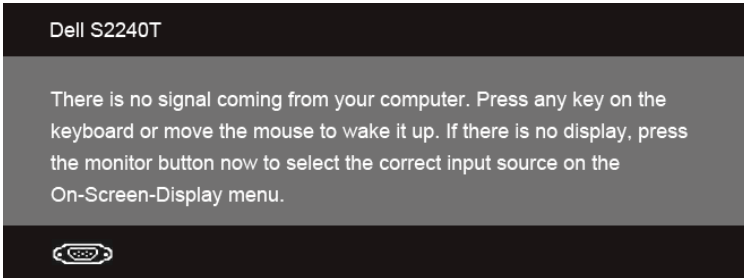 Dell S2240T
There is no signal coming from your computer. Press any key on the
keyboard or move the mouse to wake it up. If there is no display, press
the monitor button now to select the correct input source on the
On-Screen-Display menu.